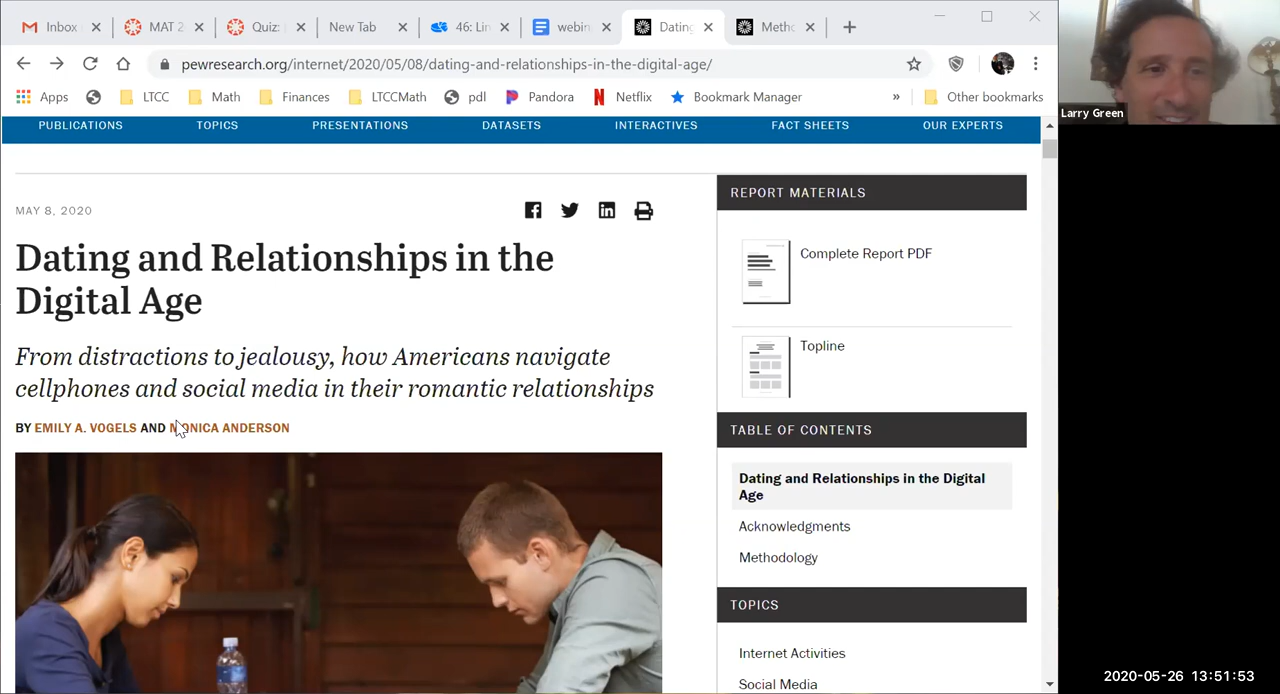 Inbox
MAT 2
Quiz:
New Tab
46: Lin
webin
Dating
Metho
pewresearch.org/internet/2020/05/08/dating-and-relationships-in-the-digital-age/
Apps
LTCC
Math
Finances
LTCCMath
pdl
Pandora
Netflix
Bookmark Manager
»
Other bookmarks
PUBLICATIONS
TOPICS
PRESENTATIONS
DATASETS
INTERACTIVES
FACT SHEETS
OUR EXPERTS
MAY 8, 2020
Dating and Relationships in the
Digital Age
From distractions to jealousy, how Americans navigate
cellphones and social media in their romantic relationships
BY EMILY A. VOGELS AND MONICA ANDERSON
REPORT MATERIALS
Complete Report PDF
Topline
TABLE OF CONTENTS
Dating and Relationships in the Digital
Age
Acknowledgments
Methodology
TOPICS
Internet Activities
Social Media
Larry Green
2020-05-26 13:51:53